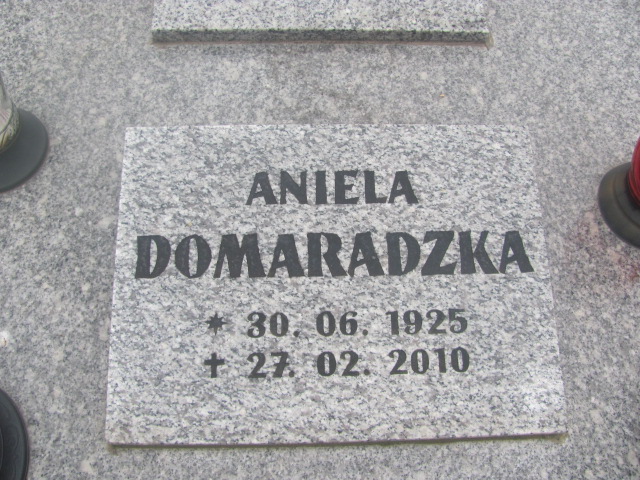 ANIELA
DOMARADZKA
* 30. 06. 1925
✝ 27. 02. 2010